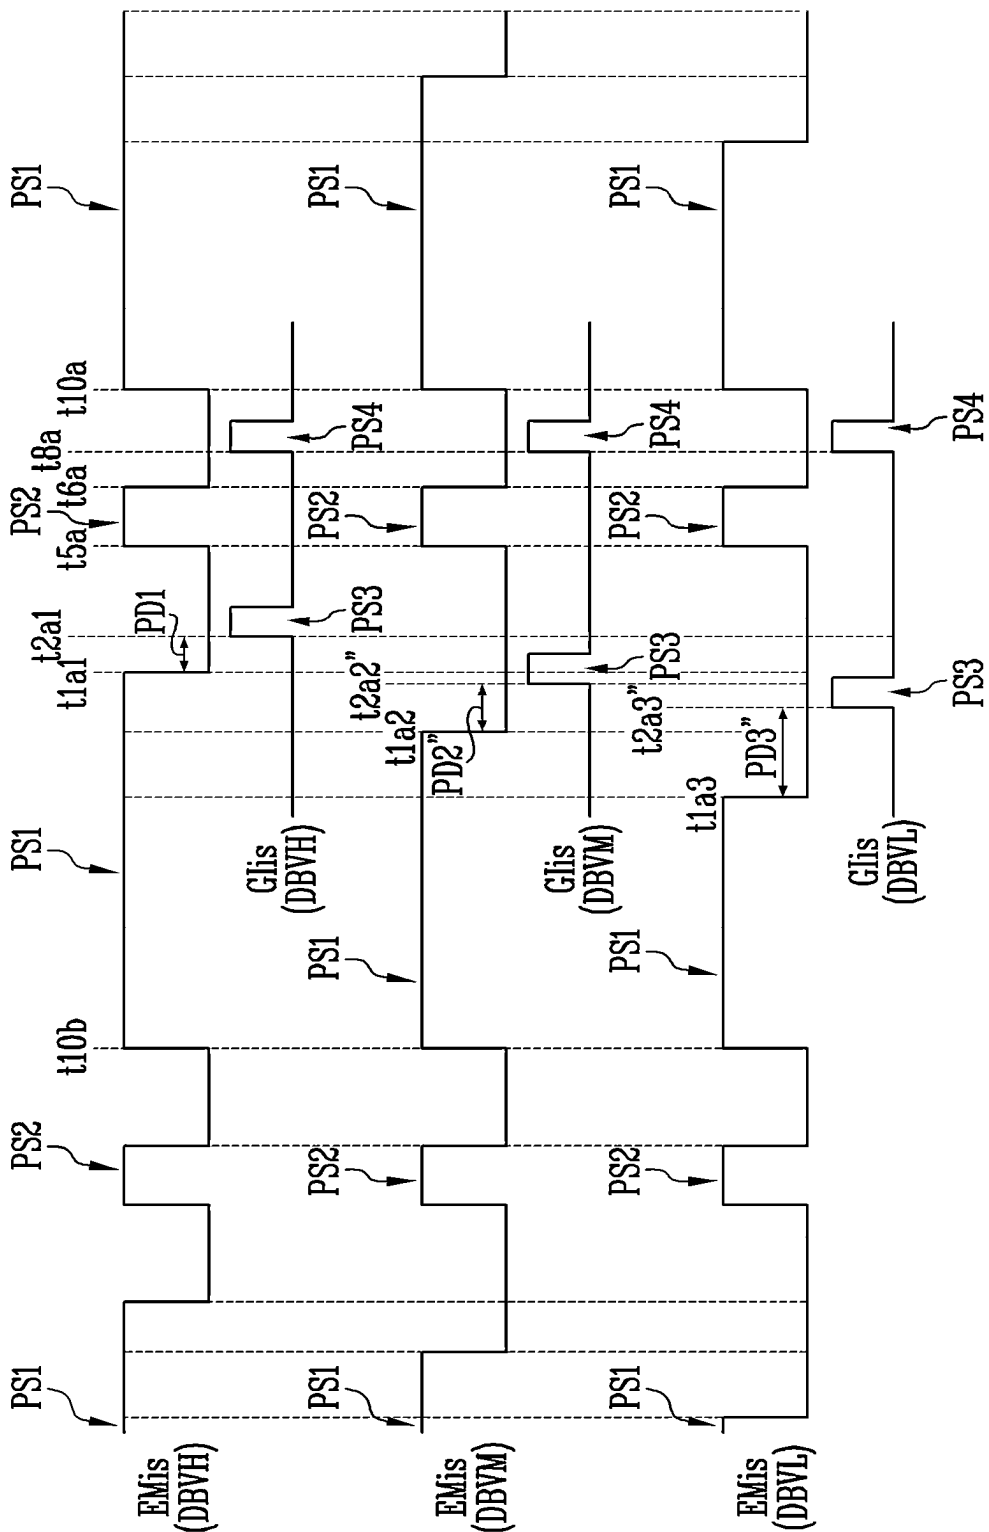 PS1 PS2 PS1 PS2 PS1
t10b t1a1 t2a1 t5a t6a t8a t10a
PD1
EMis
(DBVH)
GIis
(DBVH)
PS3 PS4
PS1 PS2 PS1 PS2 PS1
t1a2 t2a2"
PD2"
EMis
(DBVM)
GIis
(DBVM)
PS3 PS4
PS1 PS2 PS1 PS2 PS1
t1a3 t2a3"
PD3"
EMis
(DBVL)
GIis
(DBVL)
PS3 PS4